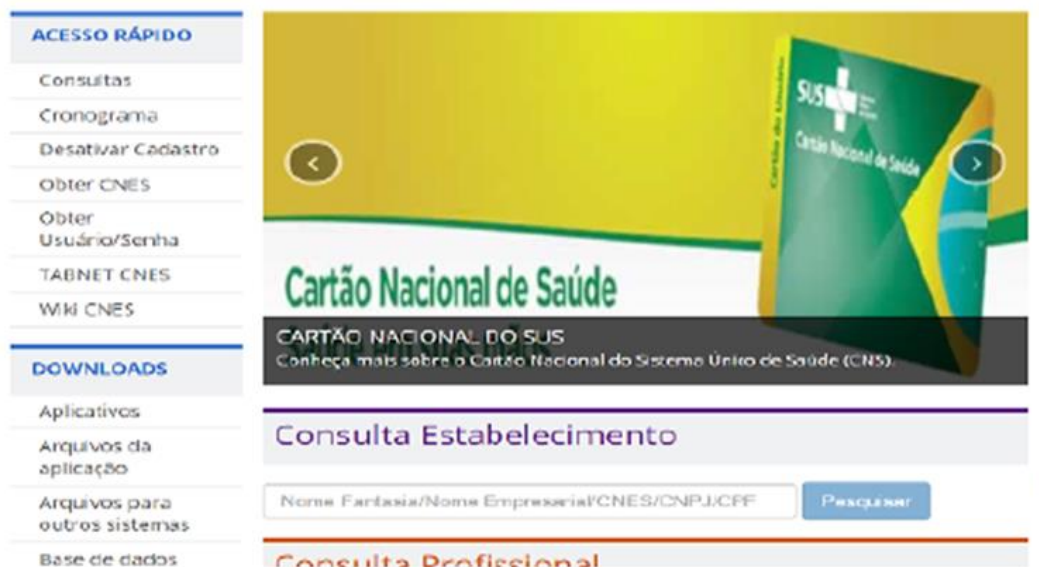 ACESSO RÁPIDO
Consultas
Cronograma
Desativar Cadastro
Obter CNES
Obter
Usuário/Senha
TABNET CNES
Wiki CNES
DOWNLOADS
Aplicativos
Arquivos da
aplicação
Arquivos para
outros sistemas
Base de dados
SUS
Cartão do Usuário
Cartão Nacional de Saúde
Cartão Nacional de Saúde
CARTÃO NACIONAL DO SUS
Conheça mais sobre o Cartão Nacional do Sistema Único de Saúde (CNS).
Consulta Estabelecimento
Nome Fantasia/Nome Empresarial/CNES/CNPJ/CPF
Pesquisar
Consulta Profissional